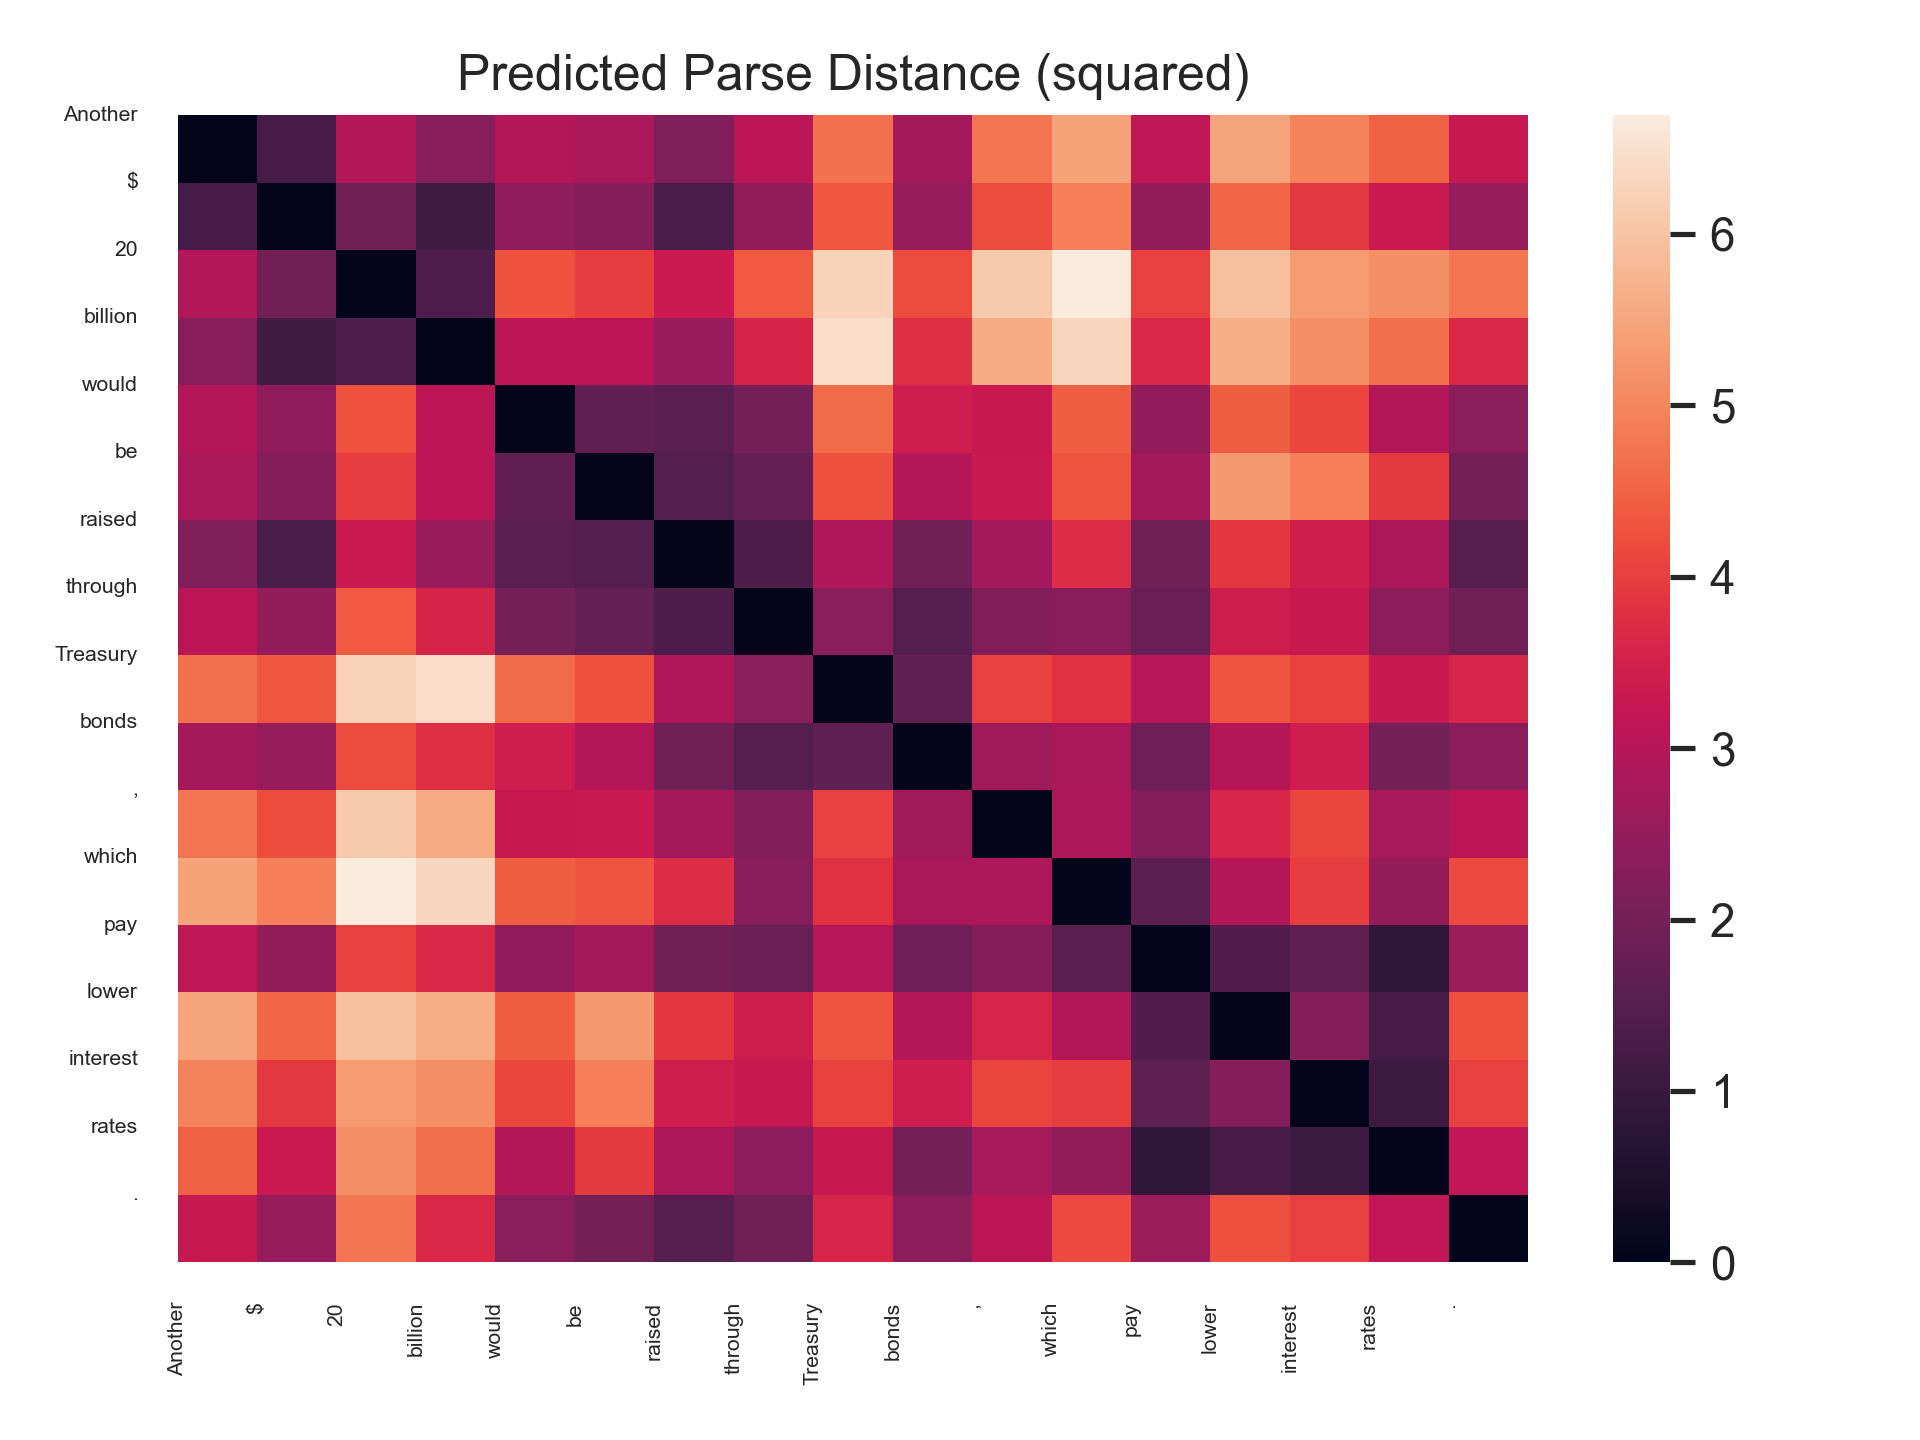 Predicted Parse Distance (squared)
Another
$
20
billion
would
be
raised
through
Treasury
bonds
,
which
pay
lower
interest
rates
.
6
5
4
3
2
1
0
Another
$
20
billion
would
be
raised
through
Treasury
bonds
,
which
pay
lower
interest
rates
.